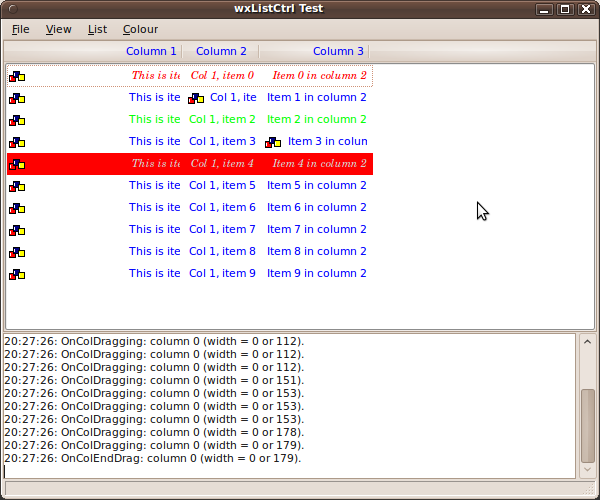 wxListCtrl Test
File View List Colour
Column 1 Column 2 Column 3
This is ite Col 1, item 0 Item 0 in column 2
This is ite Col 1, ite Item 1 in column 2
This is ite Col 1, item 2 Item 2 in column 2
This is ite Col 1, item 3 Item 3 in colun
This is ite Col 1, item 4 Item 4 in column 2
This is ite Col 1, item 5 Item 5 in column 2
This is ite Col 1, item 6 Item 6 in column 2
This is ite Col 1, item 7 Item 7 in column 2
This is ite Col 1, item 8 Item 8 in column 2
This is ite Col 1, item 9 Item 9 in column 2
20:27:26: OnColDragging: column 0 (width = 0 or 112).
20:27:26: OnColDragging: column 0 (width = 0 or 112).
20:27:26: OnColDragging: column 0 (width = 0 or 112).
20:27:26: OnColDragging: column 0 (width = 0 or 151).
20:27:26: OnColDragging: column 0 (width = 0 or 153).
20:27:26: OnColDragging: column 0 (width = 0 or 153).
20:27:26: OnColDragging: column 0 (width = 0 or 153).
20:27:26: OnColDragging: column 0 (width = 0 or 178).
20:27:26: OnColDragging: column 0 (width = 0 or 179).
20:27:26: OnColEndDrag: column 0 (width = 0 or 179).